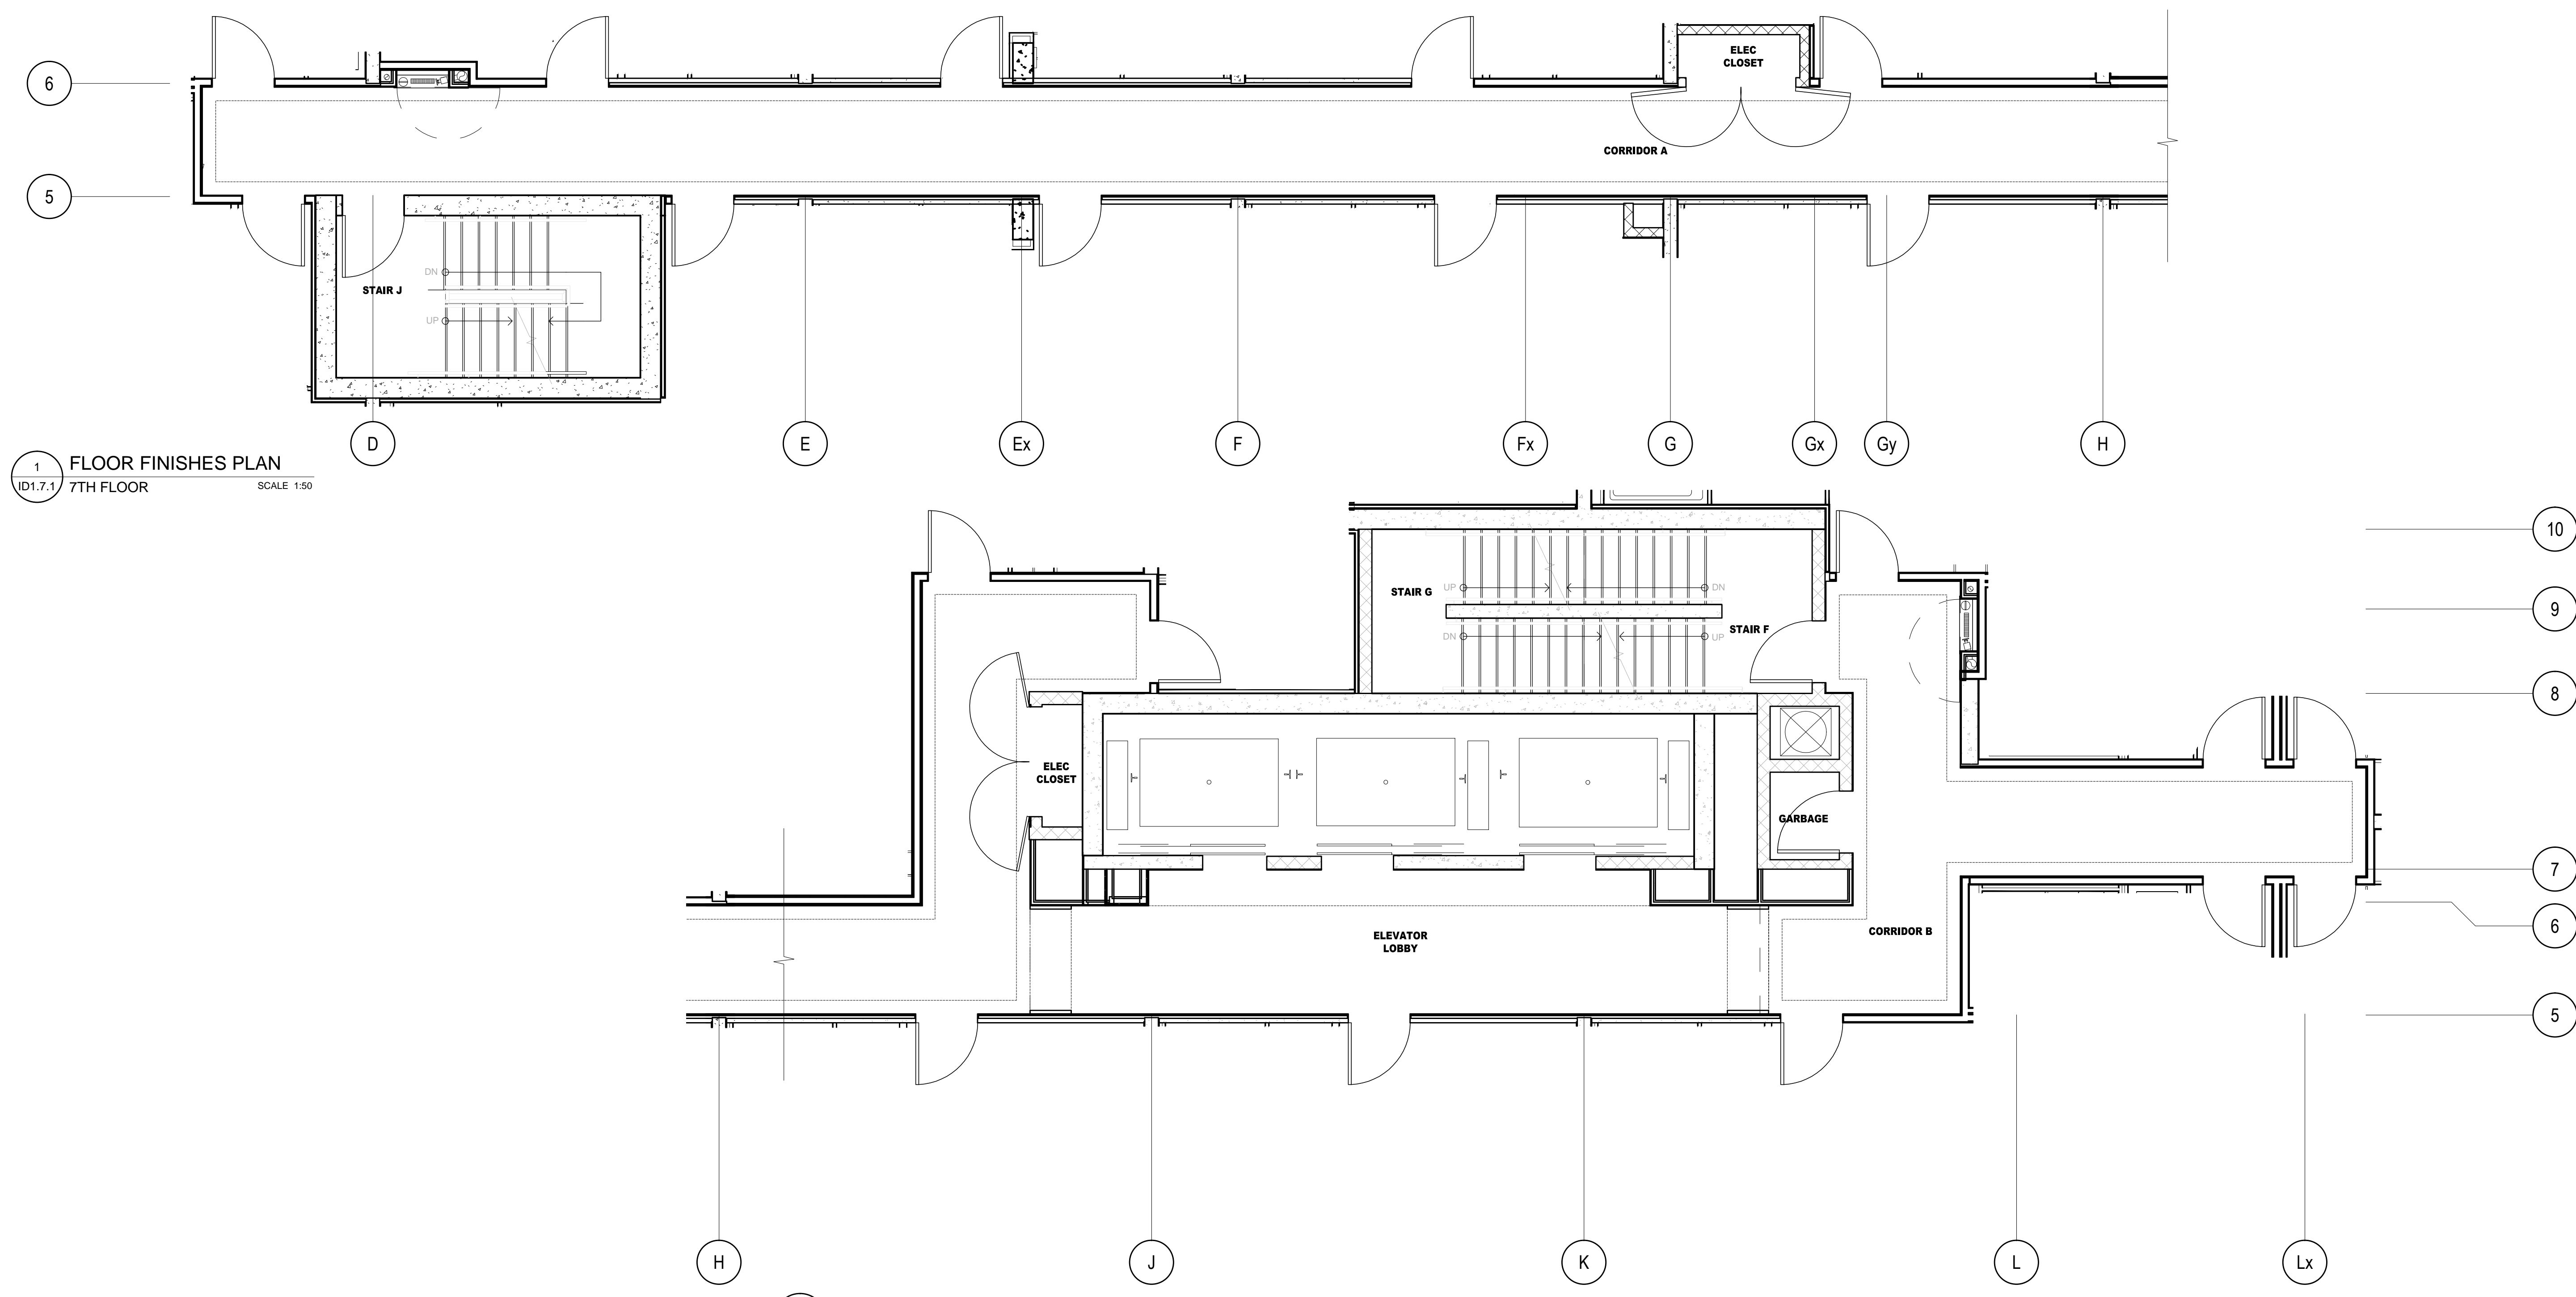 6
ELEC
CLOSET
CORRIDOR A
5
DN
STAIR J
UP
D
E
Ex
F
Fx
G
Gx
Gy
H
1
FLOOR FINISHES PLAN
ID1.7.1
7TH FLOOR
SCALE 1:50
10
UP
DN
STAIR G
9
STAIR F
DN
UP
8
ELEC
CLOSET
GARBAGE
7
CORRIDOR B
6
ELEVATOR
LOBBY
5
H
J
K
L
Lx